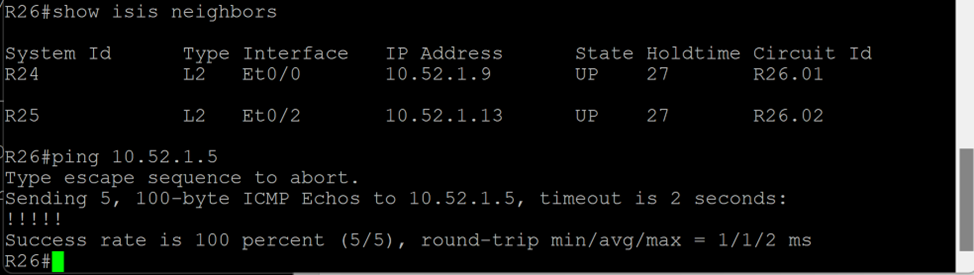 R26#show isis neighbors
System Id Type Interface IP Address State Holdtime Circuit Id
R24 L2 Et0/0 10.52.1.9 UP 27 R26.01
R25 L2 Et0/2 10.52.1.13 UP 27 R26.02
R26#ping 10.52.1.5
Type escape sequence to abort.
Sending 5, 100-byte ICMP Echos to 10.52.1.5, timeout is 2 seconds:
!!!!!
Success rate is 100 percent (5/5), round-trip min/avg/max = 1/1/2 ms
R26#